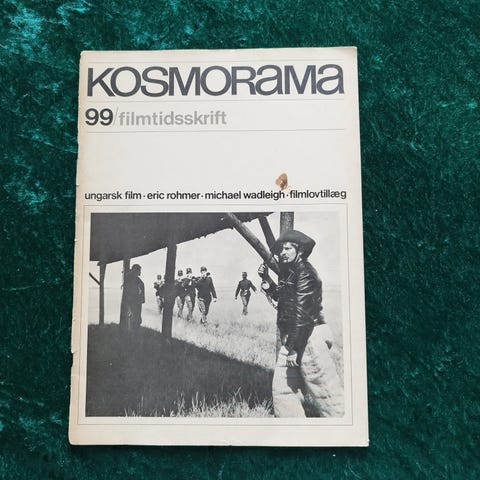 KOSMORAMA
99/filmtidsskrift
ungarsk film·eric rohmer·michael wadleigh·filmlovtillæg